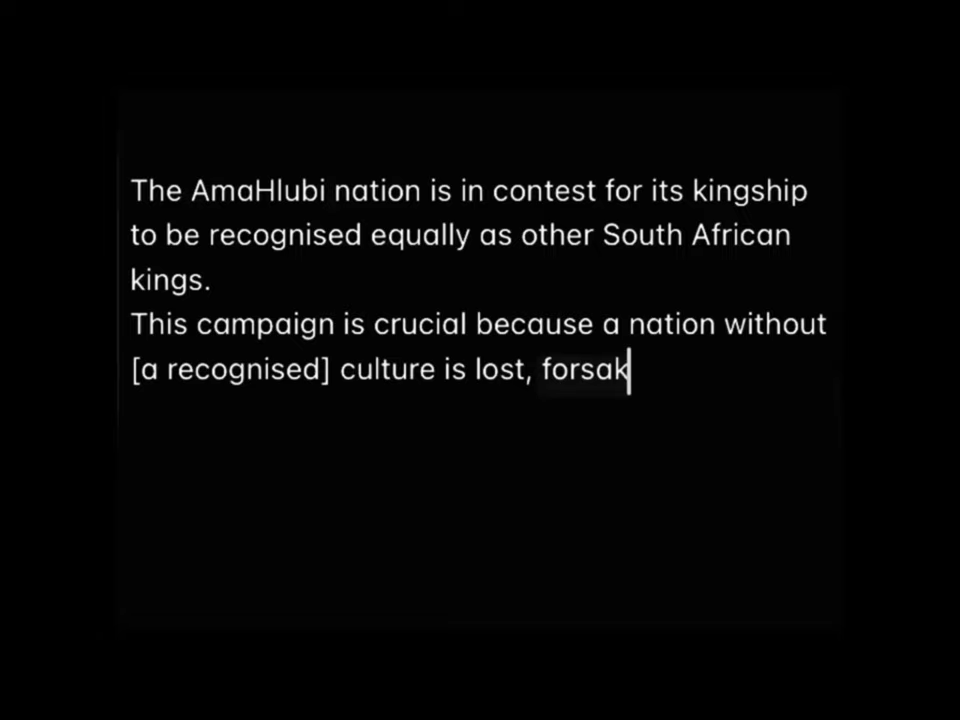 The AmaHlubi nation is in contest for its kingship
to be recognised equally as other South African
kings.
This campaign is crucial because a nation without
[a recognised] culture is lost, forsak